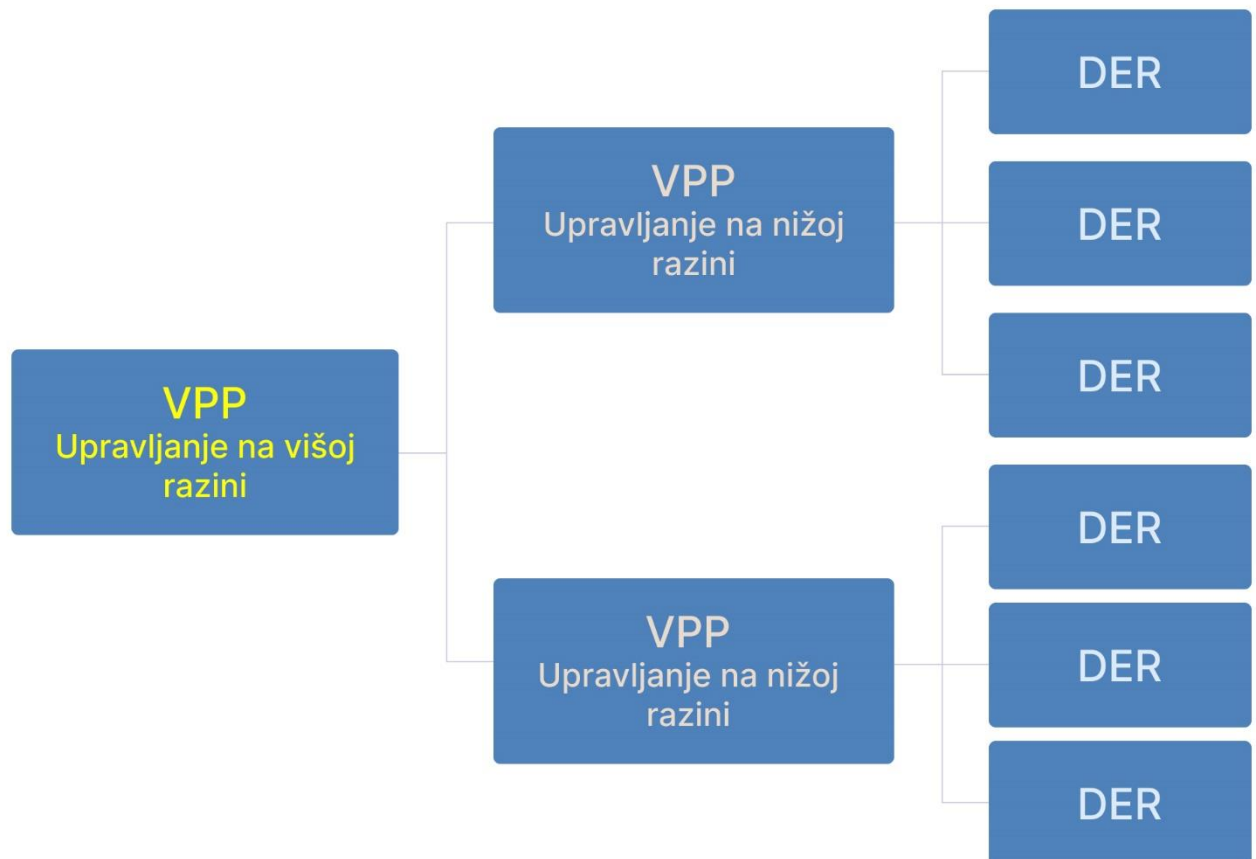 VPP
Upravljanje na višoj
razini
VPP
Upravljanje na nižoj
razini
DER
DER
DER
VPP
Upravljanje na nižoj
razini
DER
DER
DER